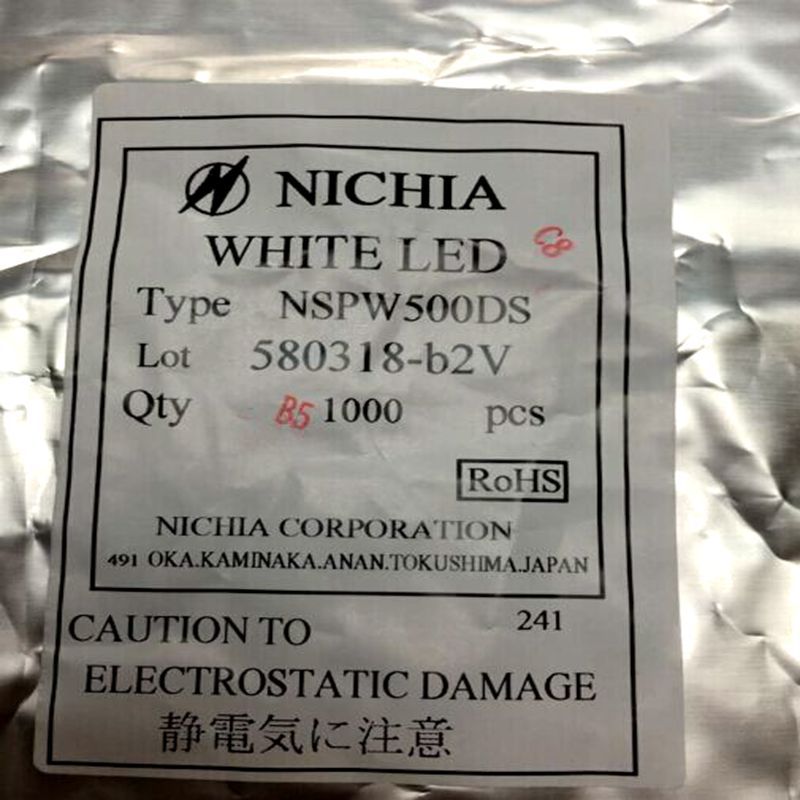 NICHIA
WHITE LED C8
Type NSPW500DS
Lot 580318-b2V
Qty B5 1000 pcs
RoHS
NICHIA CORPORATION
491 OKA.KAMINAKA.ANAN.TOKUSHIMA.JAPAN
241
CAUTION TO
ELECTROSTATIC DAMAGE
静電気に注意